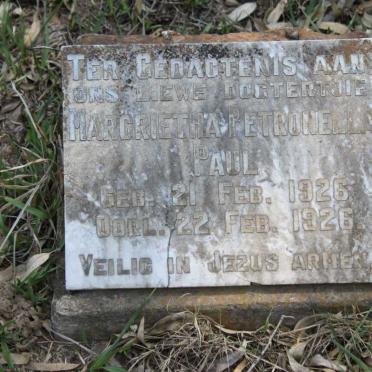 TER GEDACTENIS AAN
ONS LIEWE DOGTERTJIE
MARGRIETHA PETRONELLA
PAUL
GEB. 21 FEB. 1926
OORL. 22 FEB. 1926.
VEILIG IN JEZUS ARMEN